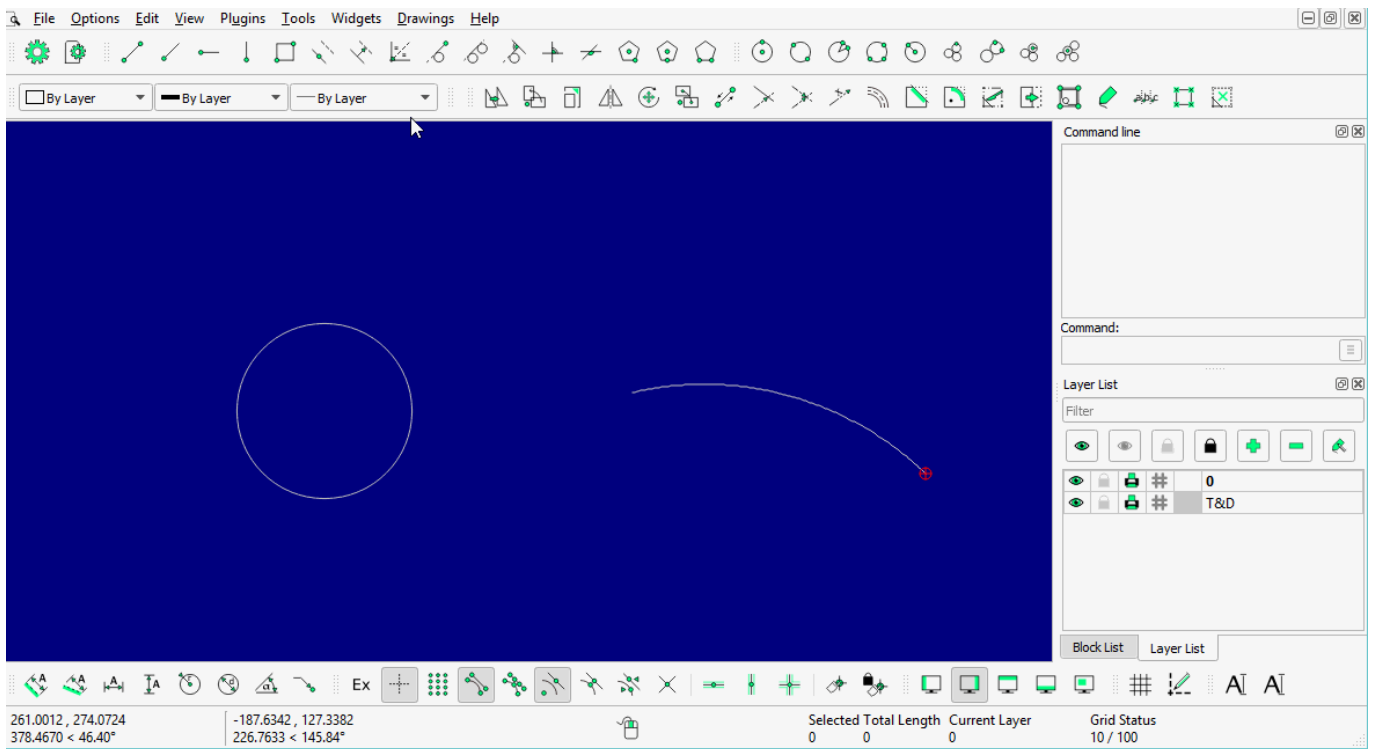 File Options Edit View Plugins Tools Widgets Drawings Help
By Layer By Layer By Layer
Command line
Command:
Layer List
Filter
0
T&D
Block List Layer List
Ex
261.0012 , 274.0724
378.4670 < 46.40°
-187.6342 , 127.3382
226.7633 < 145.84°
Selected Total Length Current Layer
0 0 0
Grid Status
10 / 100